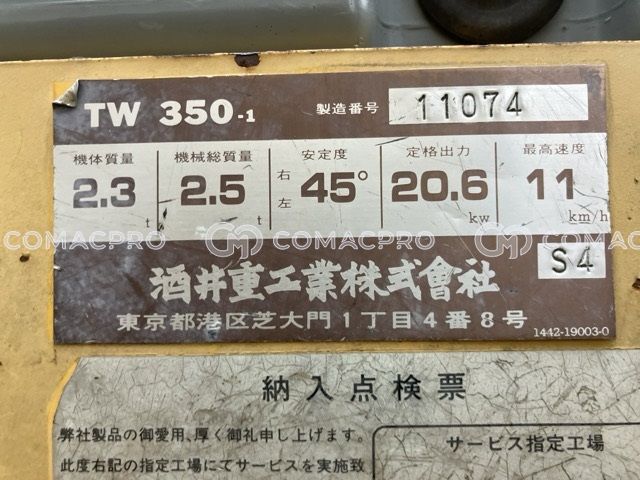 TW 350-1 製造番号 11074
機体質量 機械総質量 安定度 定格出力 最高速度
2.3 t 2.5 t 右左 45° 20.6 kw 11 km/h
COMACPRO COMACPRO COMACPRO
S4
酒井重工業株式會社
東京都港区芝大門1丁目4番8号 1442-19003-0
納入点検票
弊社製品の御愛用、厚く御礼申し上げます。
サービス指定工場
此度右記の指定工場にてサービスを実施致